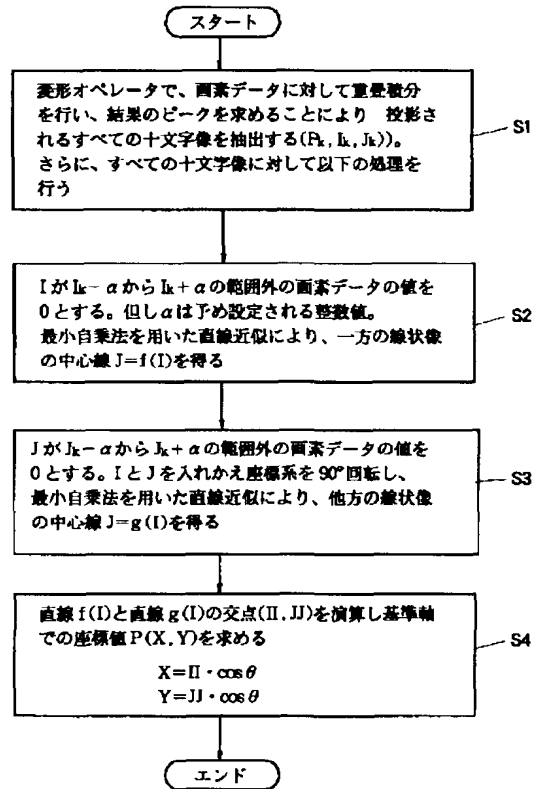 スタート
菱形オペレータで、画素データに対して重畳積分
を行い、結果のピークを求めることにより 投影さ
れるすべての十文字像を抽出する(Pk, Ik, Jk))。
さらに、すべての十文字像に対して以下の処理を
行う
S1
IがIk−αからIk+αの範囲外の画素データの値を
0とする。但しαは予め設定される整数値。
最小自乗法を用いた直線近似により、一方の線状像
の中心線J=f(I)を得る
S2
JがJk−αからJk+αの範囲外の画素データの値を
0とする。IとJを入れかえ座標系を90°回転し、
最小自乗法を用いた直線近似により、他方の線状像
の中心線J=g(I)を得る
S3
直線f(I)と直線g(I)の交点(II, JJ)を演算し基準軸
での座標値P(X, Y)を求める
X=II・cosθ
Y=JJ・cosθ
S4
エンド